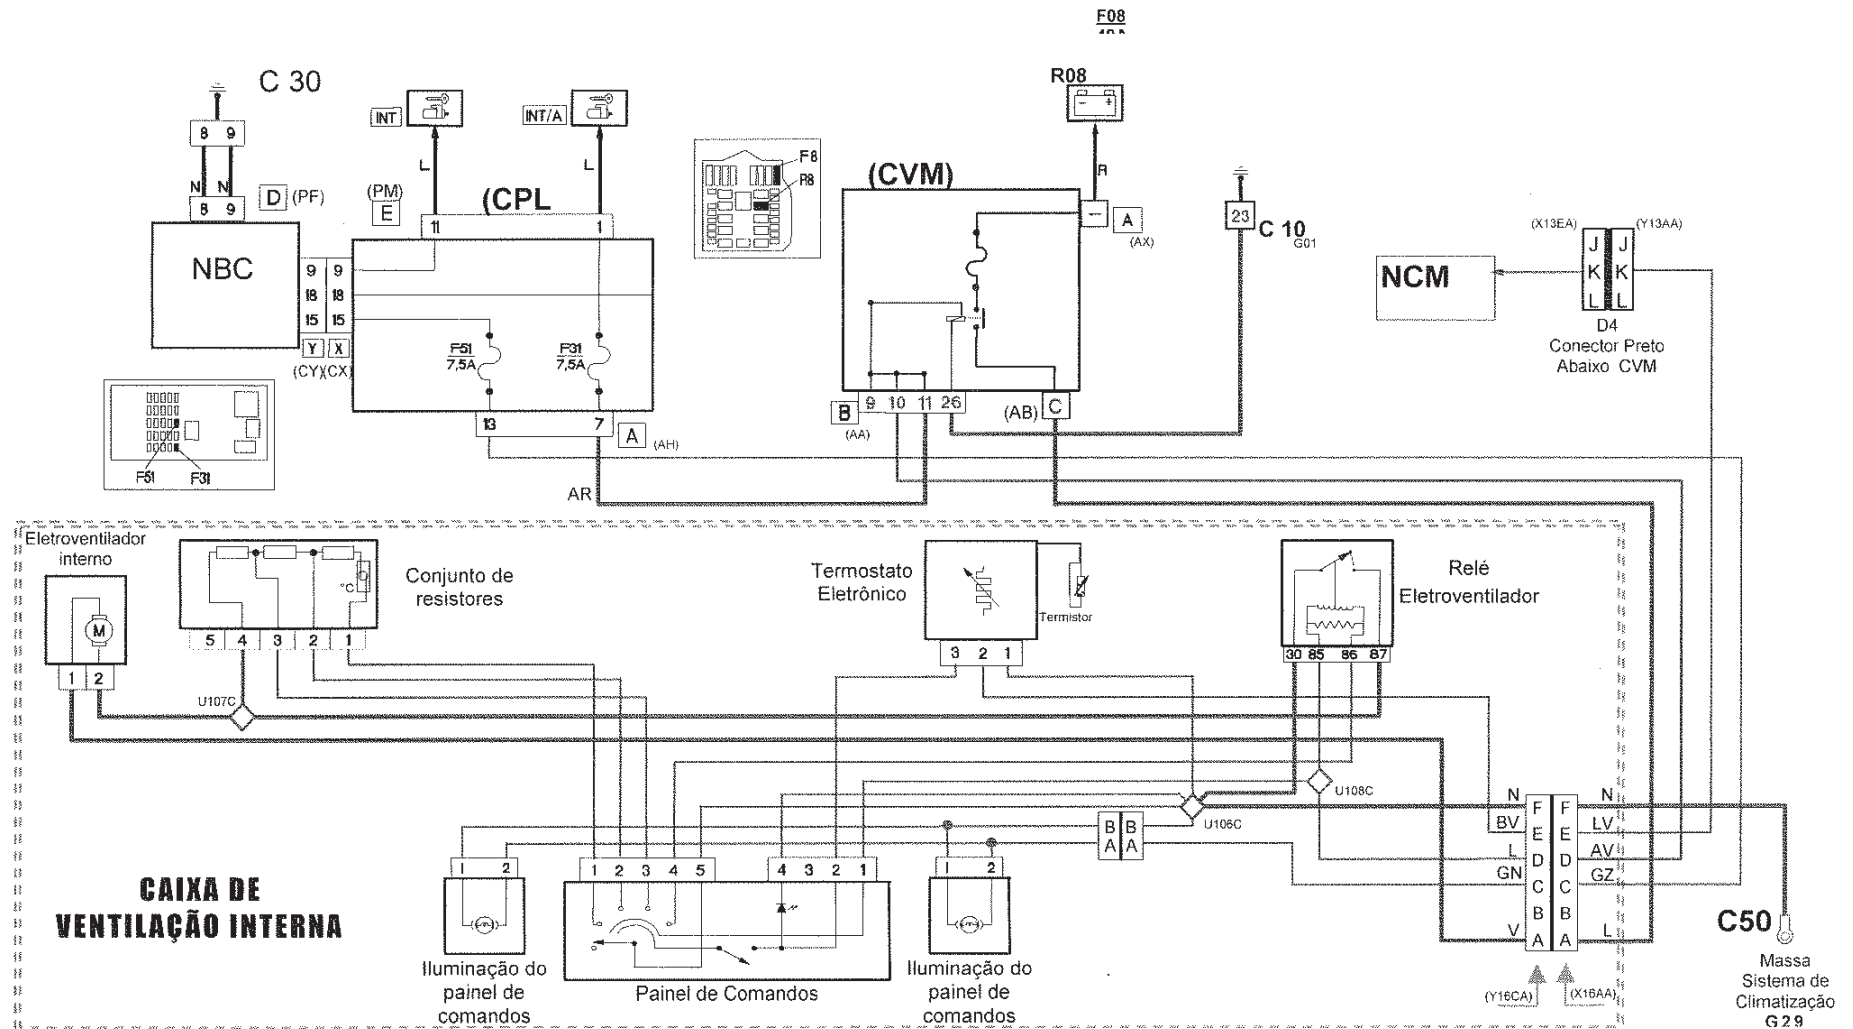 F08
C 30
R08
INT
INT/A
8 9
N N
8 9
D (PF)
L
L
(PM)
E
(CPL
11 1
F8
R8
(CVM)
R
1
A
(AX)
23
C 10
G01
(X13EA) (Y13AA)
J J
K K
L L
NCM
D4
Conector Preto
Abaixo CVM
NBC
9 9
18 18
15 15
Y X
(CY)(CX)
F51
7,5A
F31
7,5A
13 7
A (AH)
F51 F31
B
(AA)
9 10 11 26
(AB) C
AR
Eletroventilador
interno
M
1 2
Conjunto de
resistores
°C
5 4 3 2 1
U107C
Termostato
Eletrônico
Termistor
3 2 1
Relé
Eletroventilador
30 85 86 87
U108C
U106C
B B
A A
N F F N
BV E E LV
L D D AV
GN C C GZ
B B
V A A L
(Y16CA) (X16AA)
C50
Massa
Sistema de
Climatização
G29
CAIXA DE
VENTILAÇÃO INTERNA
1 2
Iluminação do
painel de
comandos
1 2 3 4 5
4 3 2 1
Painel de Comandos
1 2
Iluminação do
painel de
comandos